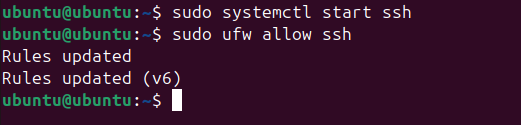 ubuntu@ubuntu:~$ sudo systemctl start ssh
ubuntu@ubuntu:~$ sudo ufw allow ssh
Rules updated
Rules updated (v6)
ubuntu@ubuntu:~$